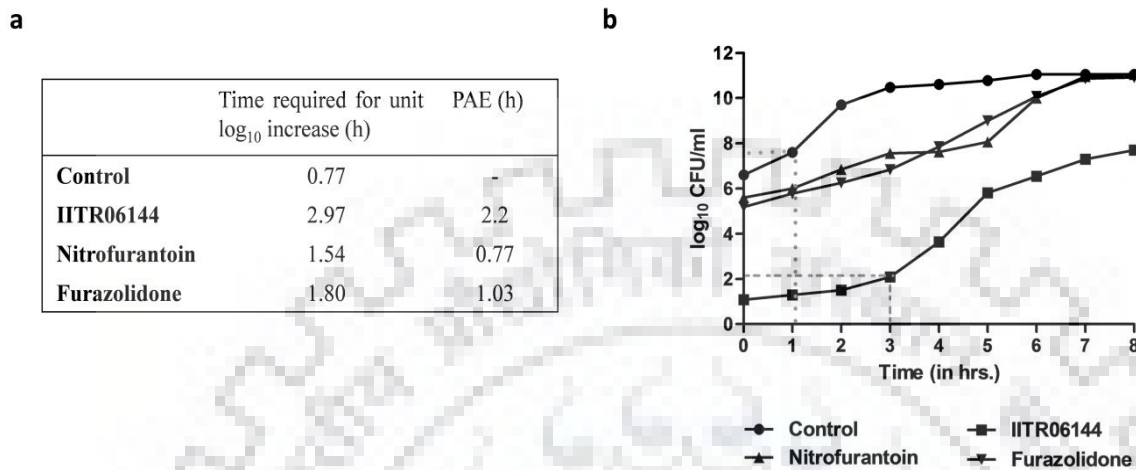 a
Time required for unit log₁₀ increase (h) PAE (h)
Control 0.77 -
IITR06144 2.97 2.2
Nitrofurantoin 1.54 0.77
Furazolidone 1.80 1.03
b
12
10
8
6
4
2
0
log₁₀ CFU/ml
0 1 2 3 4 5 6 7 8
Time (in hrs.)
Control IITR06144
Nitrofurantoin Furazolidone